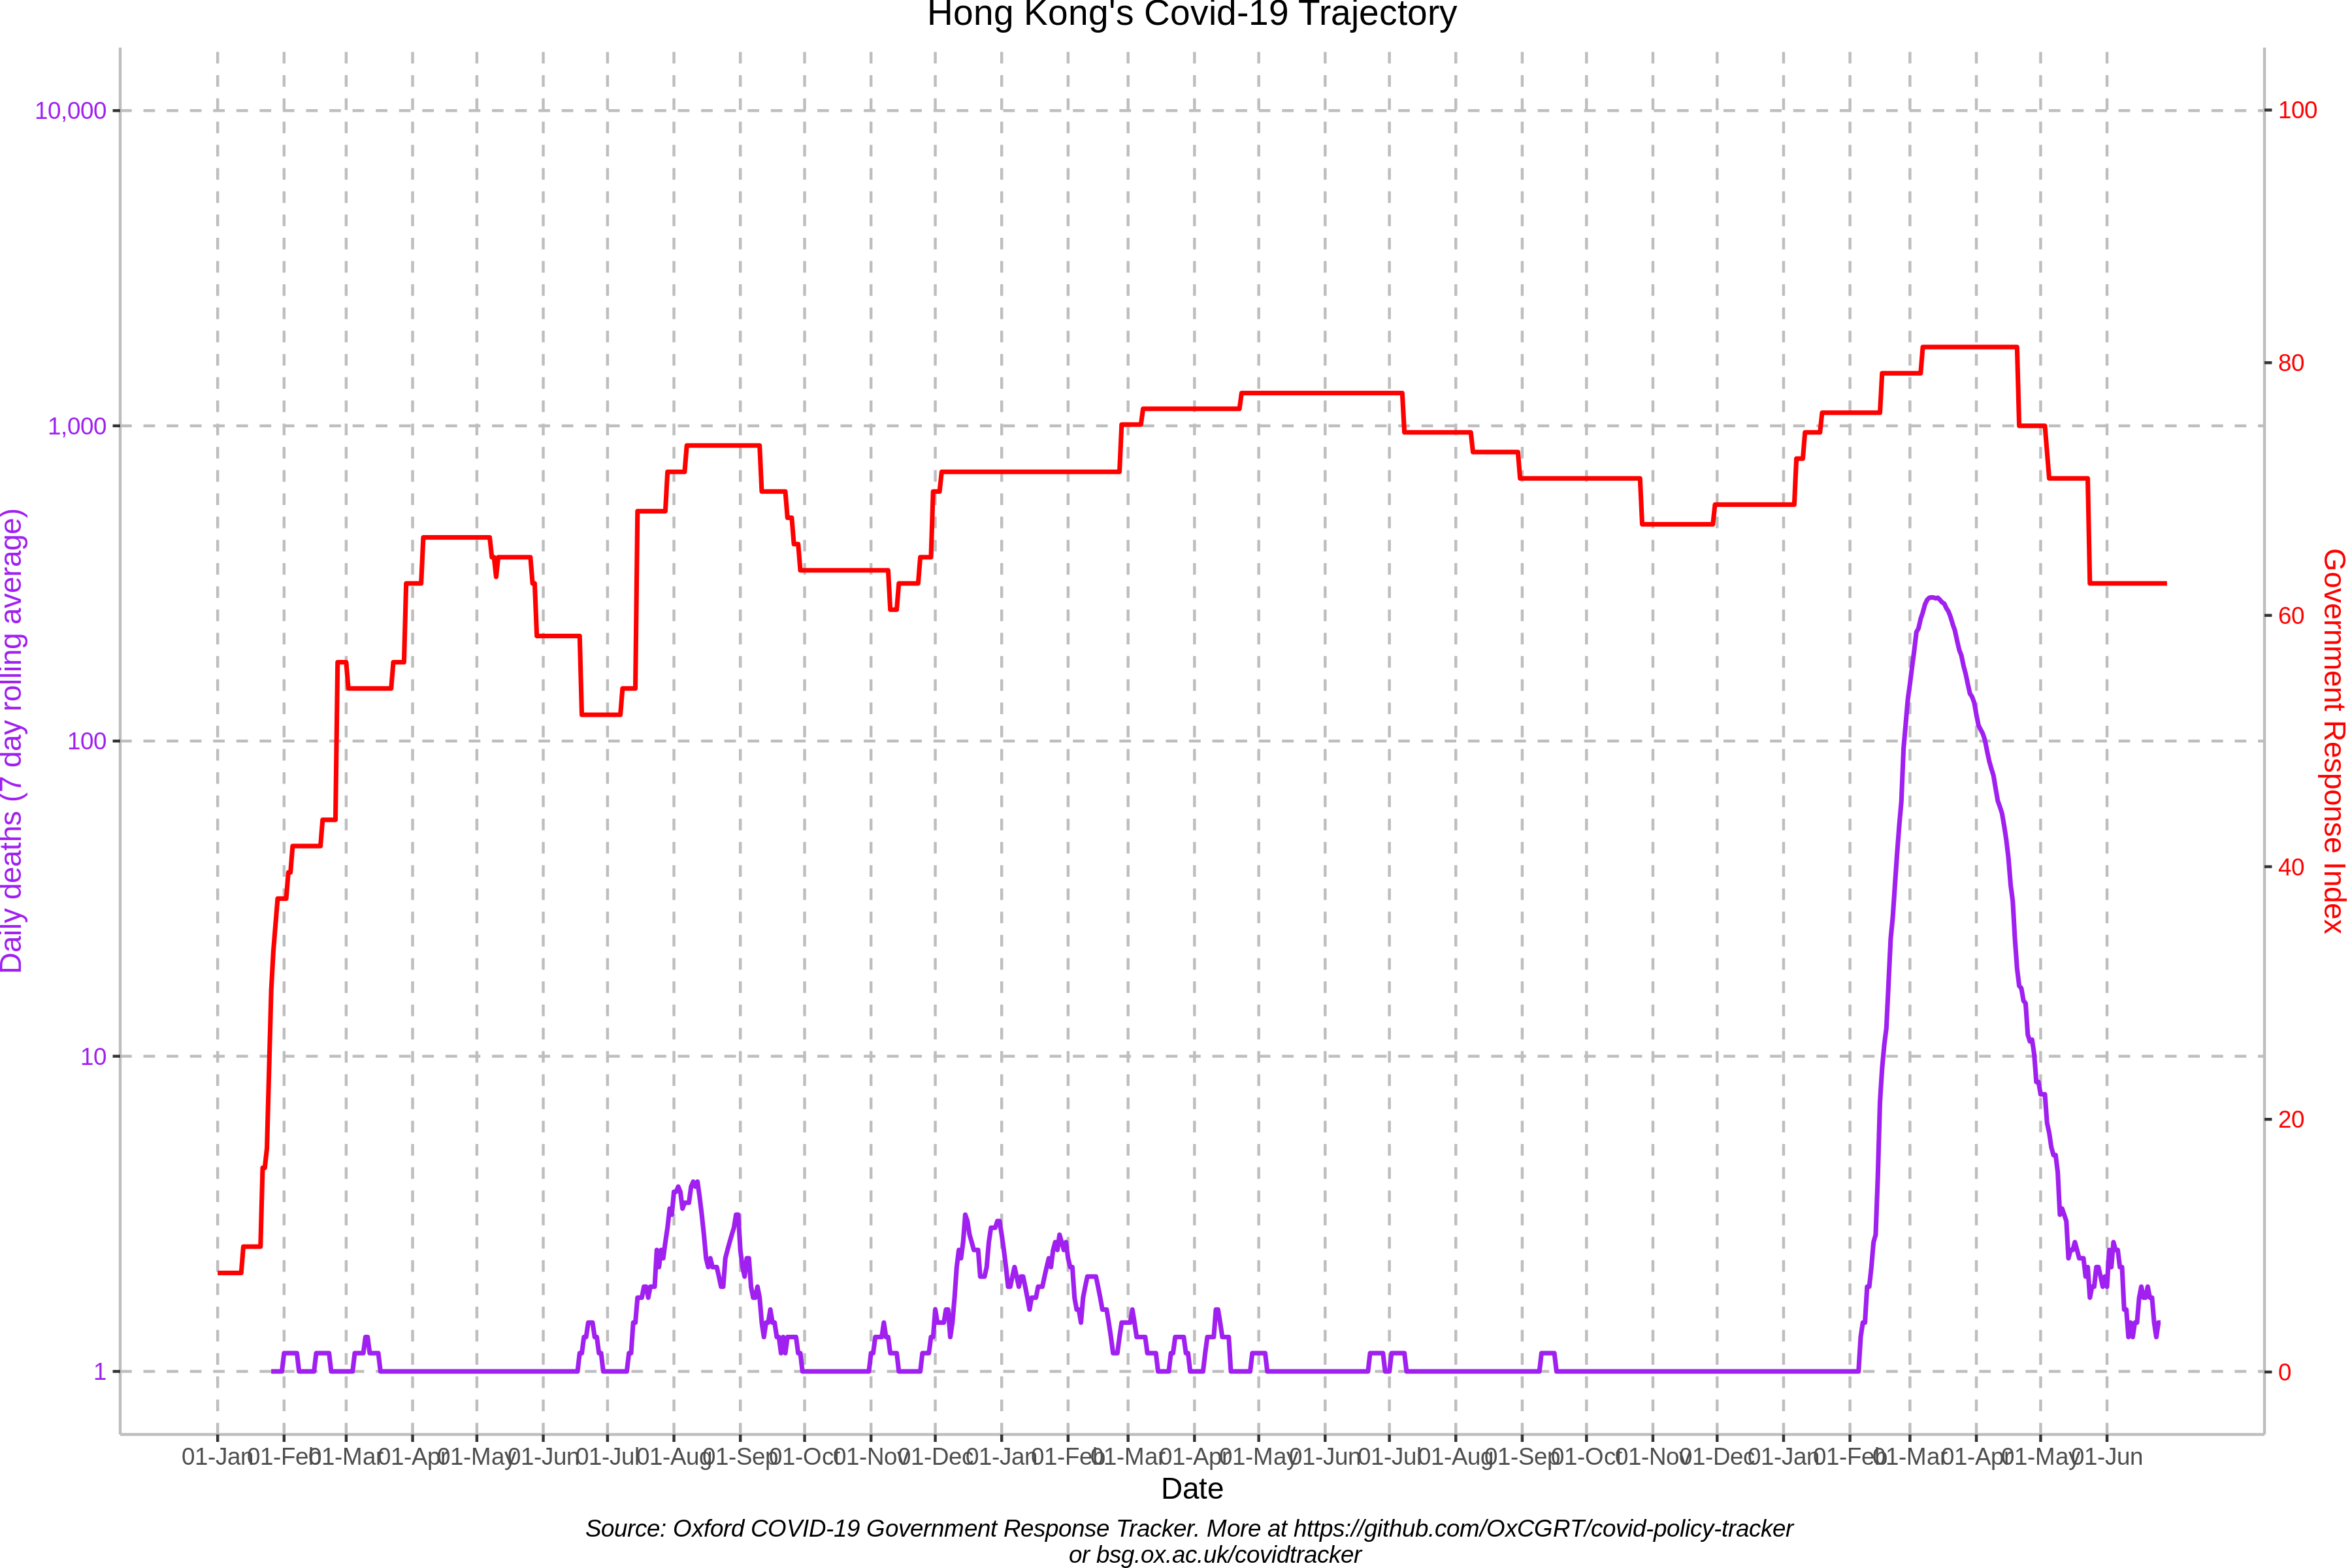 Hong Kong's Covid-19 Trajectory
10,000
1,000
100
10
1
Daily deaths (7 day rolling average)
100
80
60
40
20
0
Government Response Index
01-Jan 01-Feb 01-Mar 01-Apr 01-May 01-Jun 01-Jul 01-Aug 01-Sep 01-Oct 01-Nov 01-Dec 01-Jan 01-Feb 01-Mar 01-Apr 01-May 01-Jun 01-Jul 01-Aug 01-Sep 01-Oct 01-Nov 01-Dec 01-Jan 01-Feb 01-Mar 01-Apr 01-May 01-Jun
Date
Source: Oxford COVID-19 Government Response Tracker. More at https://github.com/OxCGRT/covid-policy-tracker
or bsg.ox.ac.uk/covidtracker